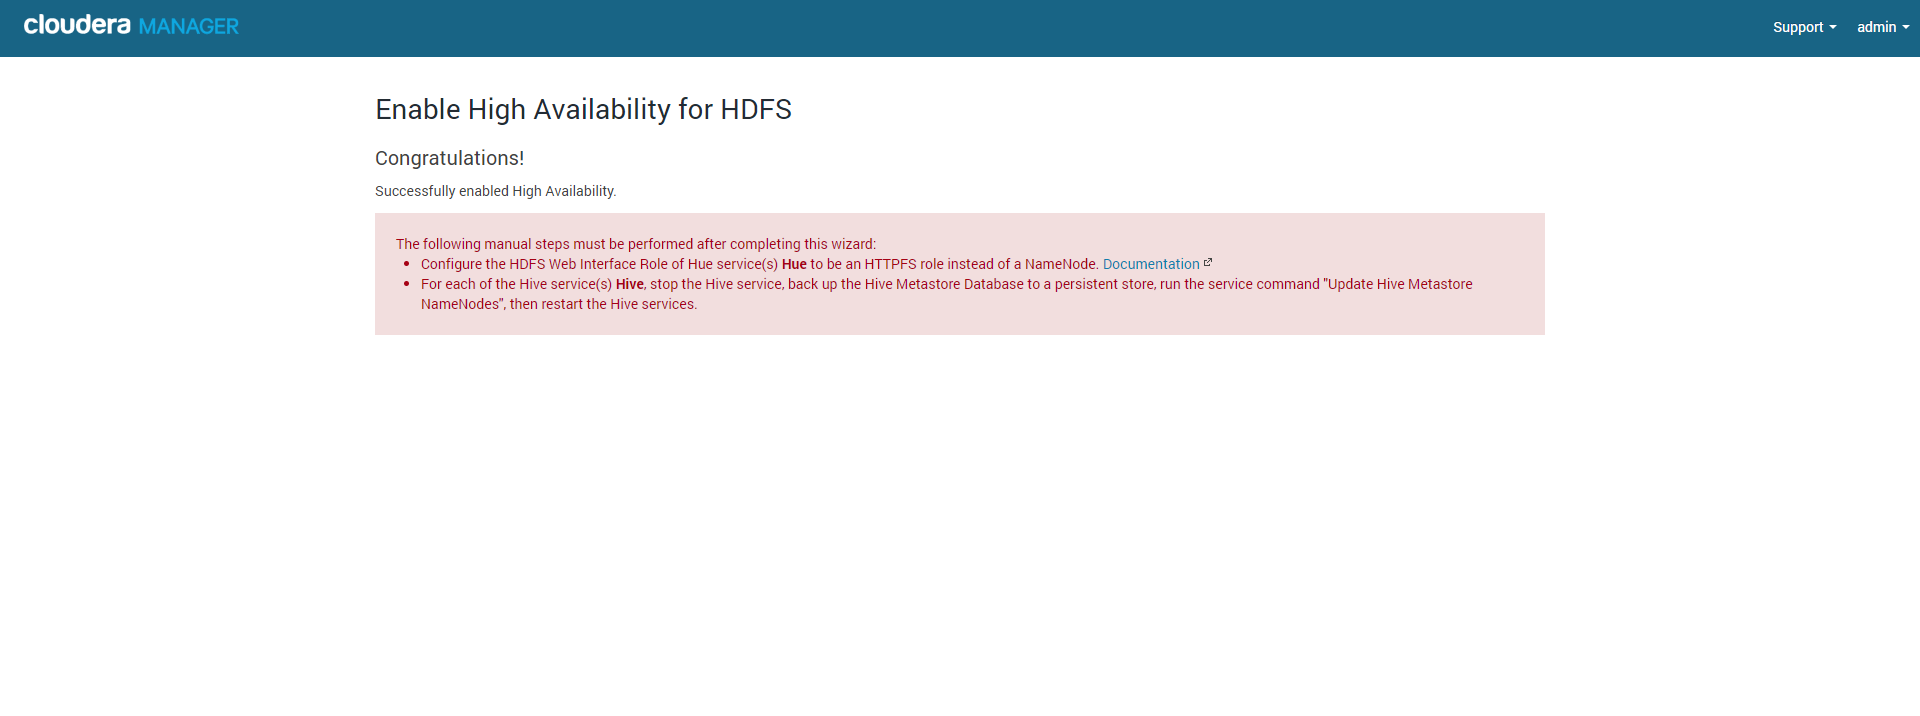 cloudera MANAGER
Support
admin
Enable High Availability for HDFS
Congratulations!
Successfully enabled High Availability.
The following manual steps must be performed after completing this wizard:
• Configure the HDFS Web Interface Role of Hue service(s) Hue to be an HTTPFS role instead of a NameNode. Documentation
• For each of the Hive service(s) Hive, stop the Hive service, back up the Hive Metastore Database to a persistent store, run the service command "Update Hive Metastore
NameNodes", then restart the Hive services.